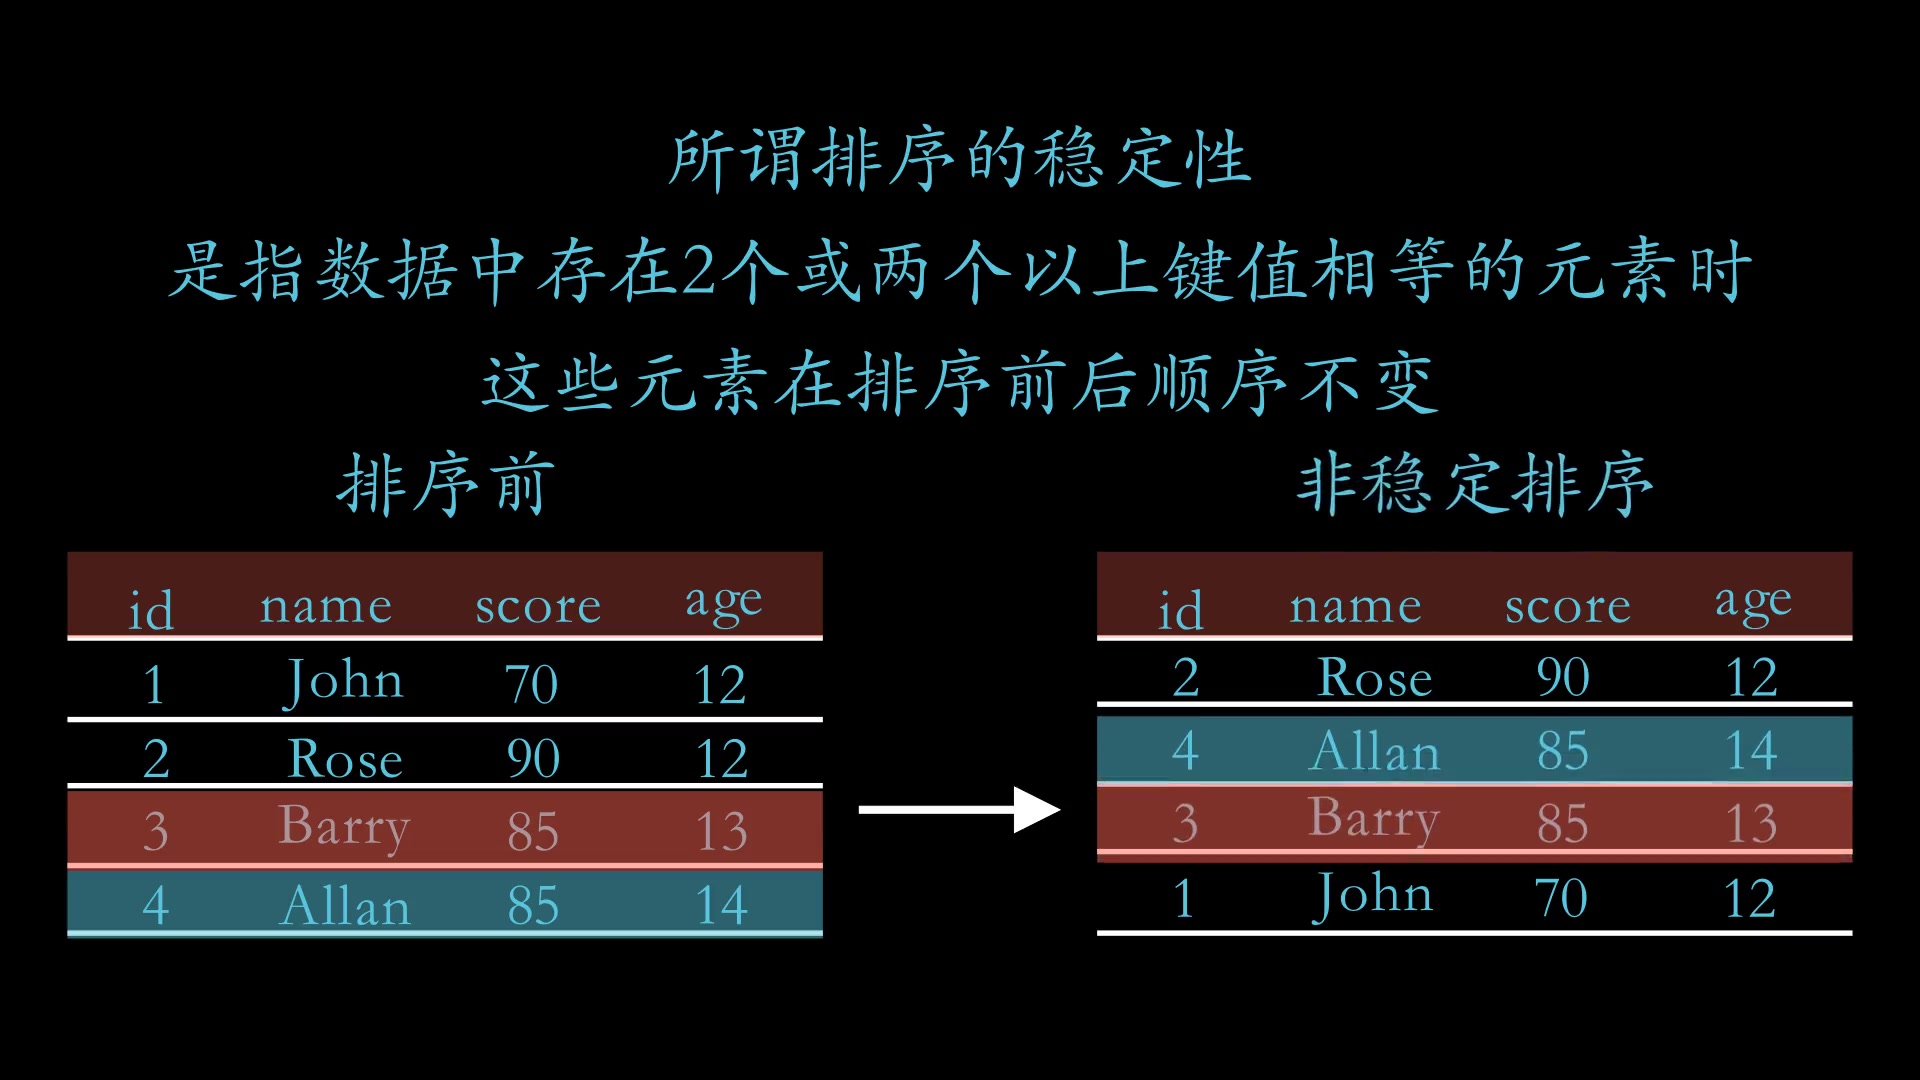 所谓排序的稳定性
是指数据中存在2个或两个以上键值相等的元素时
这些元素在排序前后顺序不变
排序前
id name score age
1 John 70 12
2 Rose 90 12
3 Barry 85 13
4 Allan 85 14
非稳定排序
id name score age
2 Rose 90 12
4 Allan 85 14
3 Barry 85 13
1 John 70 12